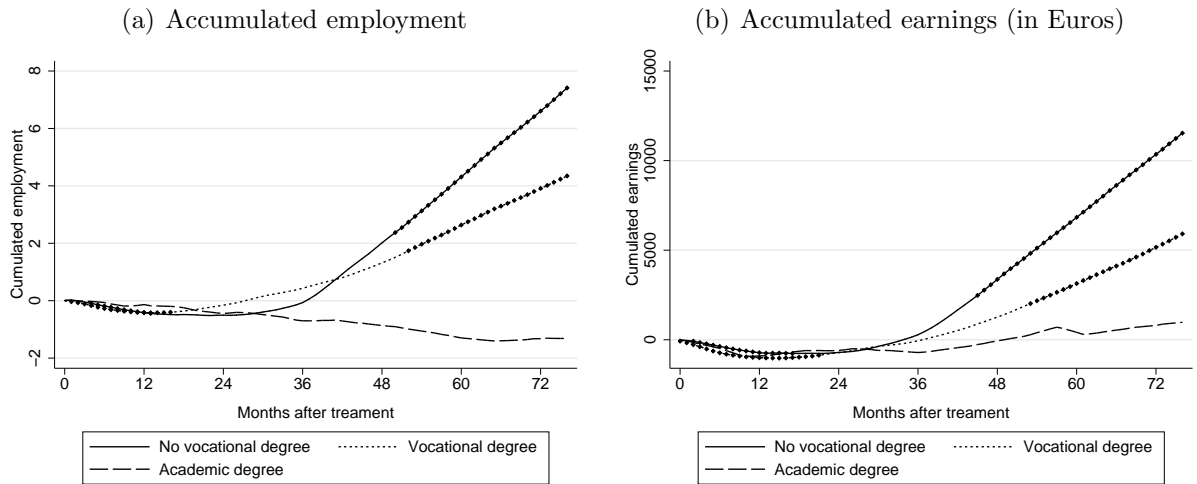 (a) Accumulated employment
8
6
4
2
0
-2
Cumulated employment
0 12 24 36 48 60 72
Months after treament
No vocational degree Vocational degree
Academic degree
(b) Accumulated earnings (in Euros)
15000
10000
5000
0
Cumulated earnings
0 12 24 36 48 60 72
Months after treament
No vocational degree Vocational degree
Academic degree